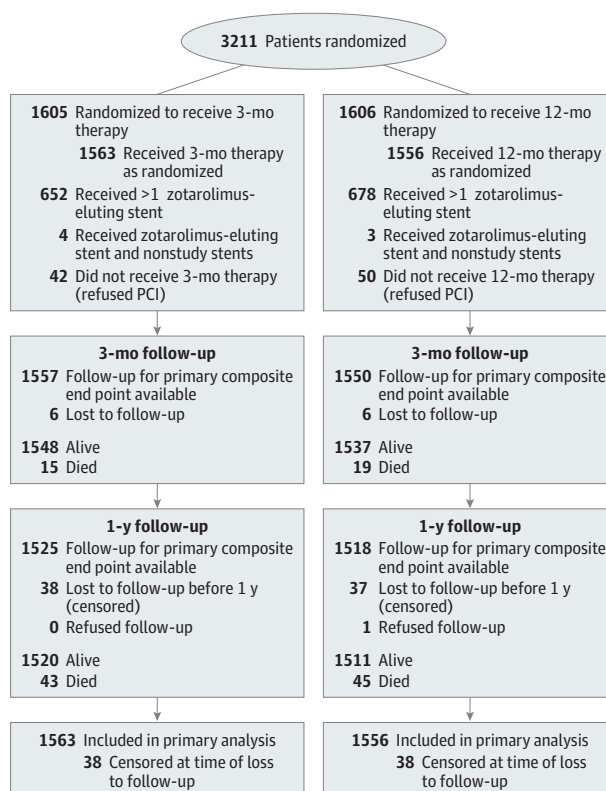 3211 Patients randomized
1605 Randomized to receive 3-mo
therapy
1563 Received 3-mo therapy
as randomized
652 Received >1 zotarolimus-
eluting stent
4 Received zotarolimus-eluting
stent and nonstudy stents
42 Did not receive 3-mo therapy
(refused PCI)
1606 Randomized to receive 12-mo
therapy
1556 Received 12-mo therapy
as randomized
678 Received >1 zotarolimus-
eluting stent
3 Received zotarolimus-eluting
stent and nonstudy stents
50 Did not receive 12-mo therapy
(refused PCI)
3-mo follow-up
1557 Follow-up for primary composite
end point available
6 Lost to follow-up
1548 Alive
15 Died
3-mo follow-up
1550 Follow-up for primary composite
end point available
6 Lost to follow-up
1537 Alive
19 Died
1-y follow-up
1525 Follow-up for primary composite
end point available
38 Lost to follow-up before 1 y
(censored)
0 Refused follow-up
1520 Alive
43 Died
1-y follow-up
1518 Follow-up for primary composite
end point available
37 Lost to follow-up before 1 y
(censored)
1 Refused follow-up
1511 Alive
45 Died
1563 Included in primary analysis
38 Censored at time of loss
to follow-up
1556 Included in primary analysis
38 Censored at time of loss
to follow-up